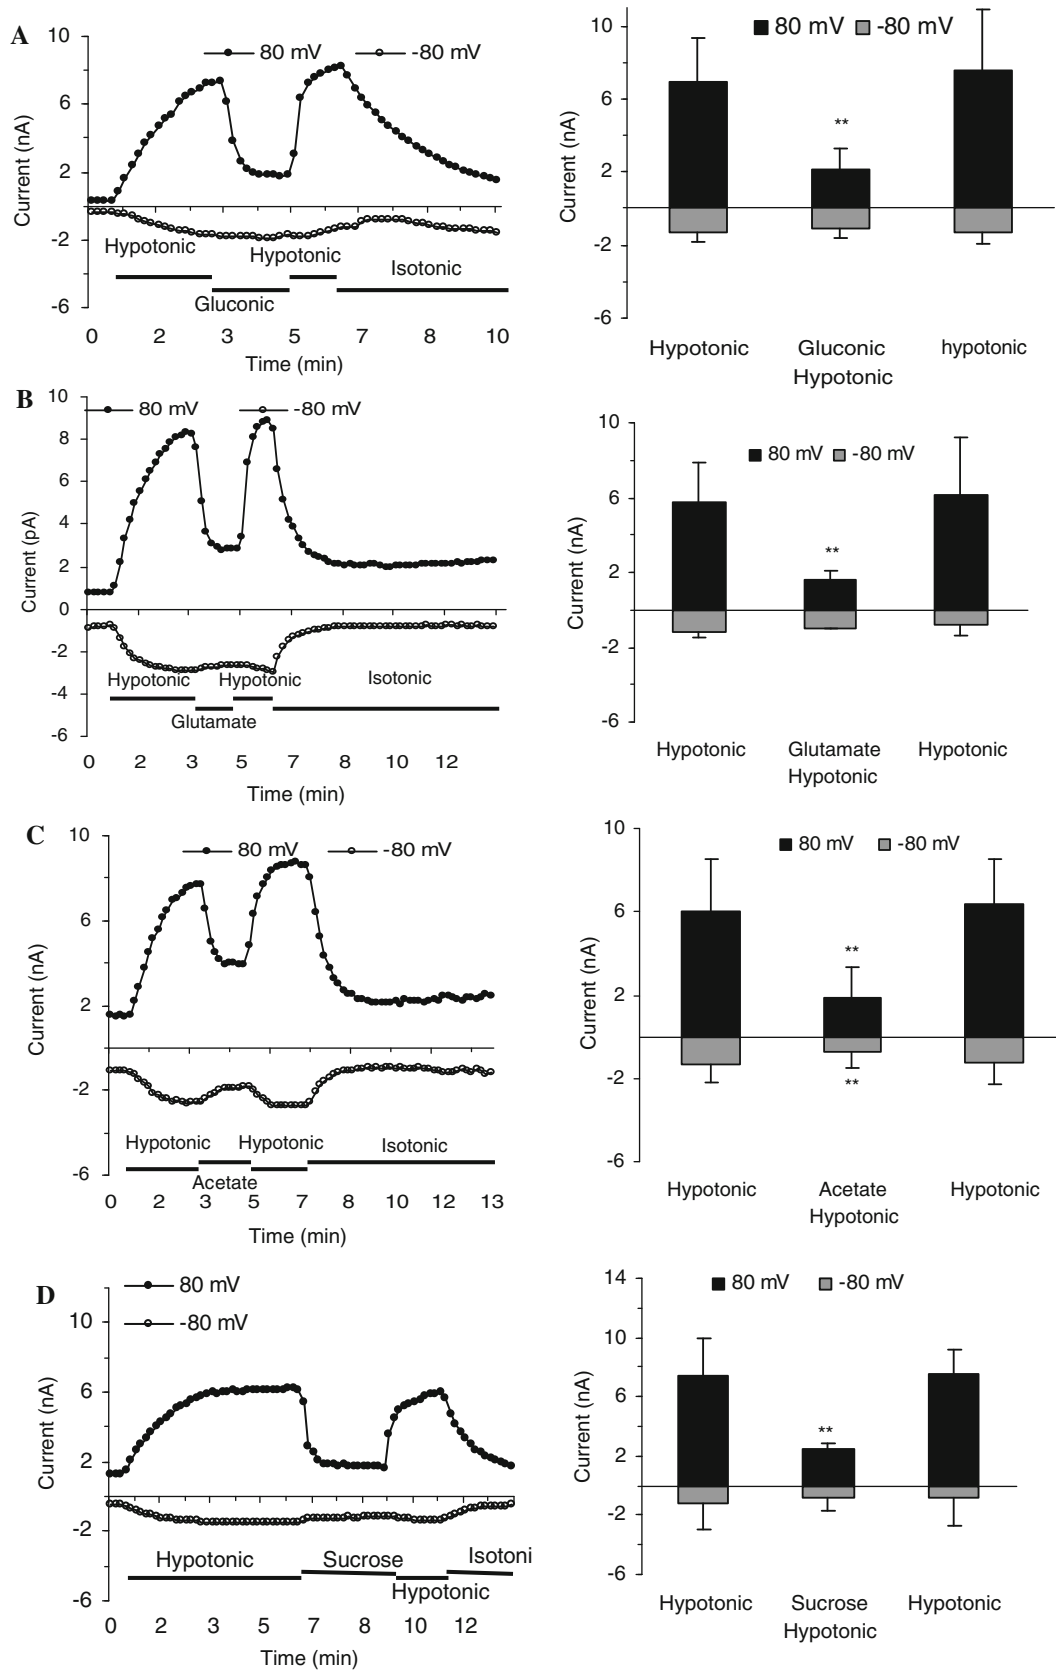 A
10
6
2
-2
-6
Current (nA)
80 mV
-80 mV
Hypotonic
Hypotonic
Isotonic
Gluconic
0 2 3 5 7 8 10
Time (min)
10
6
2
-2
-6
Current (nA)
80 mV
-80 mV
**
Hypotonic
Gluconic
Hypotonic
hypotonic
B
10
8
6
4
2
0
-2
-4
-6
Current (pA)
80 mV
-80 mV
Hypotonic
Hypotonic
Isotonic
Glutamate
0 2 3 5 7 3 10 12
Time (min)
10
6
2
-2
-6
Current (nA)
80 mV
-80 mV
**
Hypotonic
Glutamate
Hypotonic
Hypotonic
C
10
6
2
-2
-6
Current (nA)
80 mV
-80 mV
Hypotonic
Hypotonic
Isotonic
Acetate
0 2 3 5 7 8 10 12 13
Time (min)
10
6
2
-2
-6
Current (nA)
80 mV
-80 mV
**
**
Hypotonic
Acetate
Hypotonic
Hypotonic
D
80 mV
-80 mV
10
6
2
-2
-6
Current (nA)
Hypotonic
Sucrose
Isotoni
Hypotonic
0 2 3 5 7 8 10 12
Time (min)
14
10
6
2
-2
-6
Current (nA)
80 mV
-80 mV
**
Hypotonic
Sucrose
Hypotonic
Hypotonic